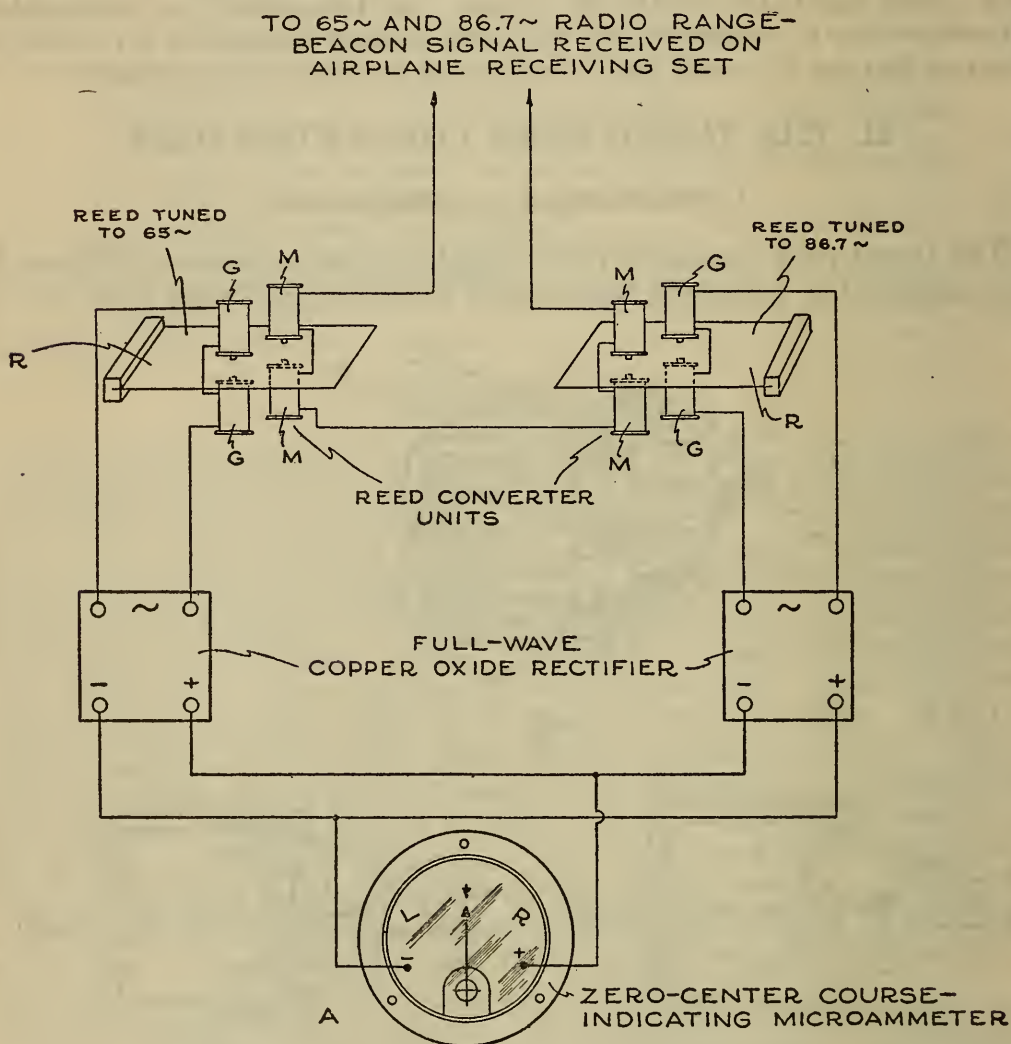 TO 65~ AND 86.7~ RADIO RANGE-
BEACON SIGNAL RECEIVED ON
AIRPLANE RECEIVING SET
REED TUNED
TO 65~
REED TUNED
TO 86.7~
G
M
M
G
R
R
G
M
M
G
REED CONVERTER
UNITS
~
~
FULL-WAVE
COPPER OXIDE RECTIFIER
- +
- +
L
R
- +
A
ZERO-CENTER COURSE-
INDICATING MICROAMMETER